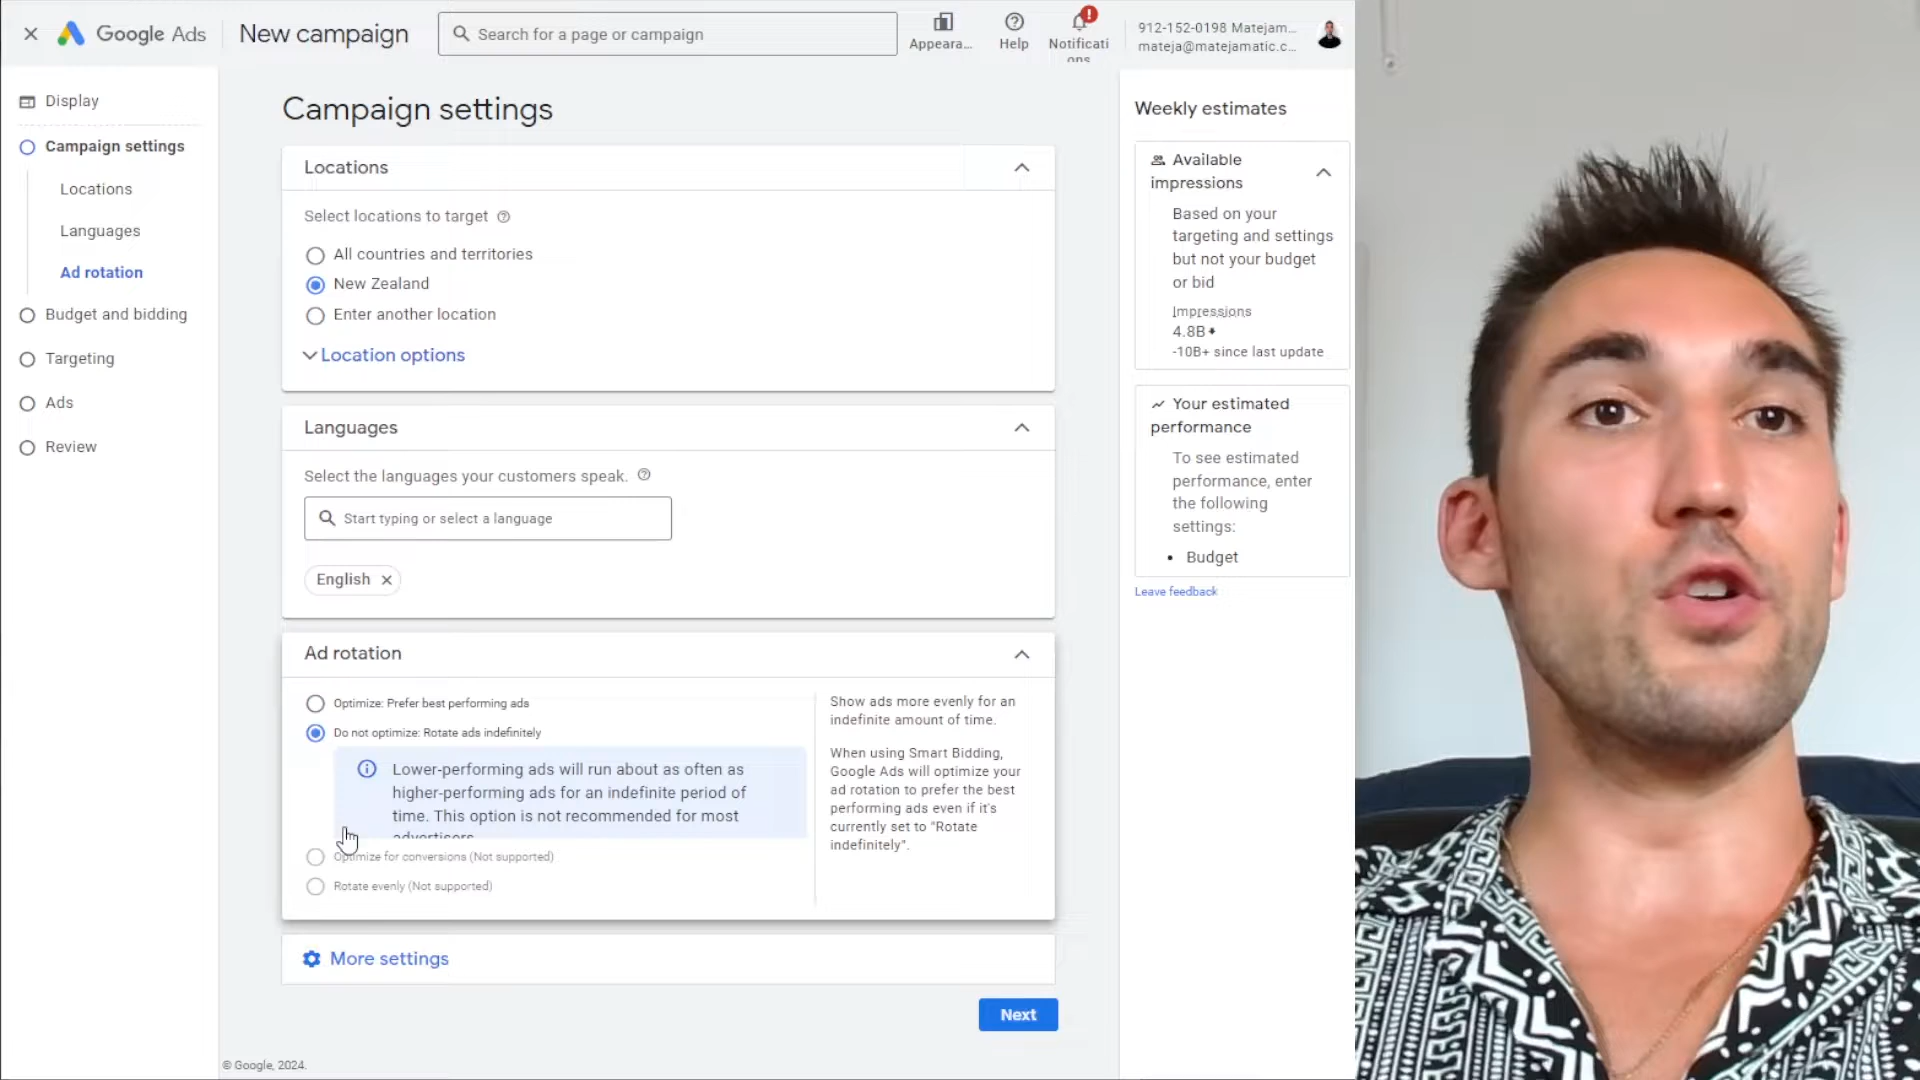 Google Ads
New campaign
Search for a page or campaign
Appeara...
Help
!
Notificati
ons
912-152-0198 Matejam...
mateja@matejamatic.c...
Display
Campaign settings
Locations
Languages
Ad rotation
Budget and bidding
Targeting
Ads
Review
Campaign settings
Locations
Select locations to target
All countries and territories
New Zealand
Enter another location
Location options
Languages
Select the languages your customers speak.
Start typing or select a language
English
Ad rotation
Optimize: Prefer best performing ads
Do not optimize: Rotate ads indefinitely
Lower-performing ads will run about as often as
higher-performing ads for an indefinite period of
time. This option is not recommended for most
advertisers.
Optimize for conversions (Not supported)
Rotate evenly (Not supported)
Show ads more evenly for an
indefinite amount of time.
When using Smart Bidding,
Google Ads will optimize your
ad rotation to prefer the best
performing ads even if it's
currently set to "Rotate
indefinitely".
More settings
Next
© Google, 2024.
Weekly estimates
Available
impressions
Based on your
targeting and settings
but not your budget
or bid
Impressions
4.8B
-10B+ since last update
Your estimated
performance
To see estimated
performance, enter
the following
settings:
• Budget
Leave feedback